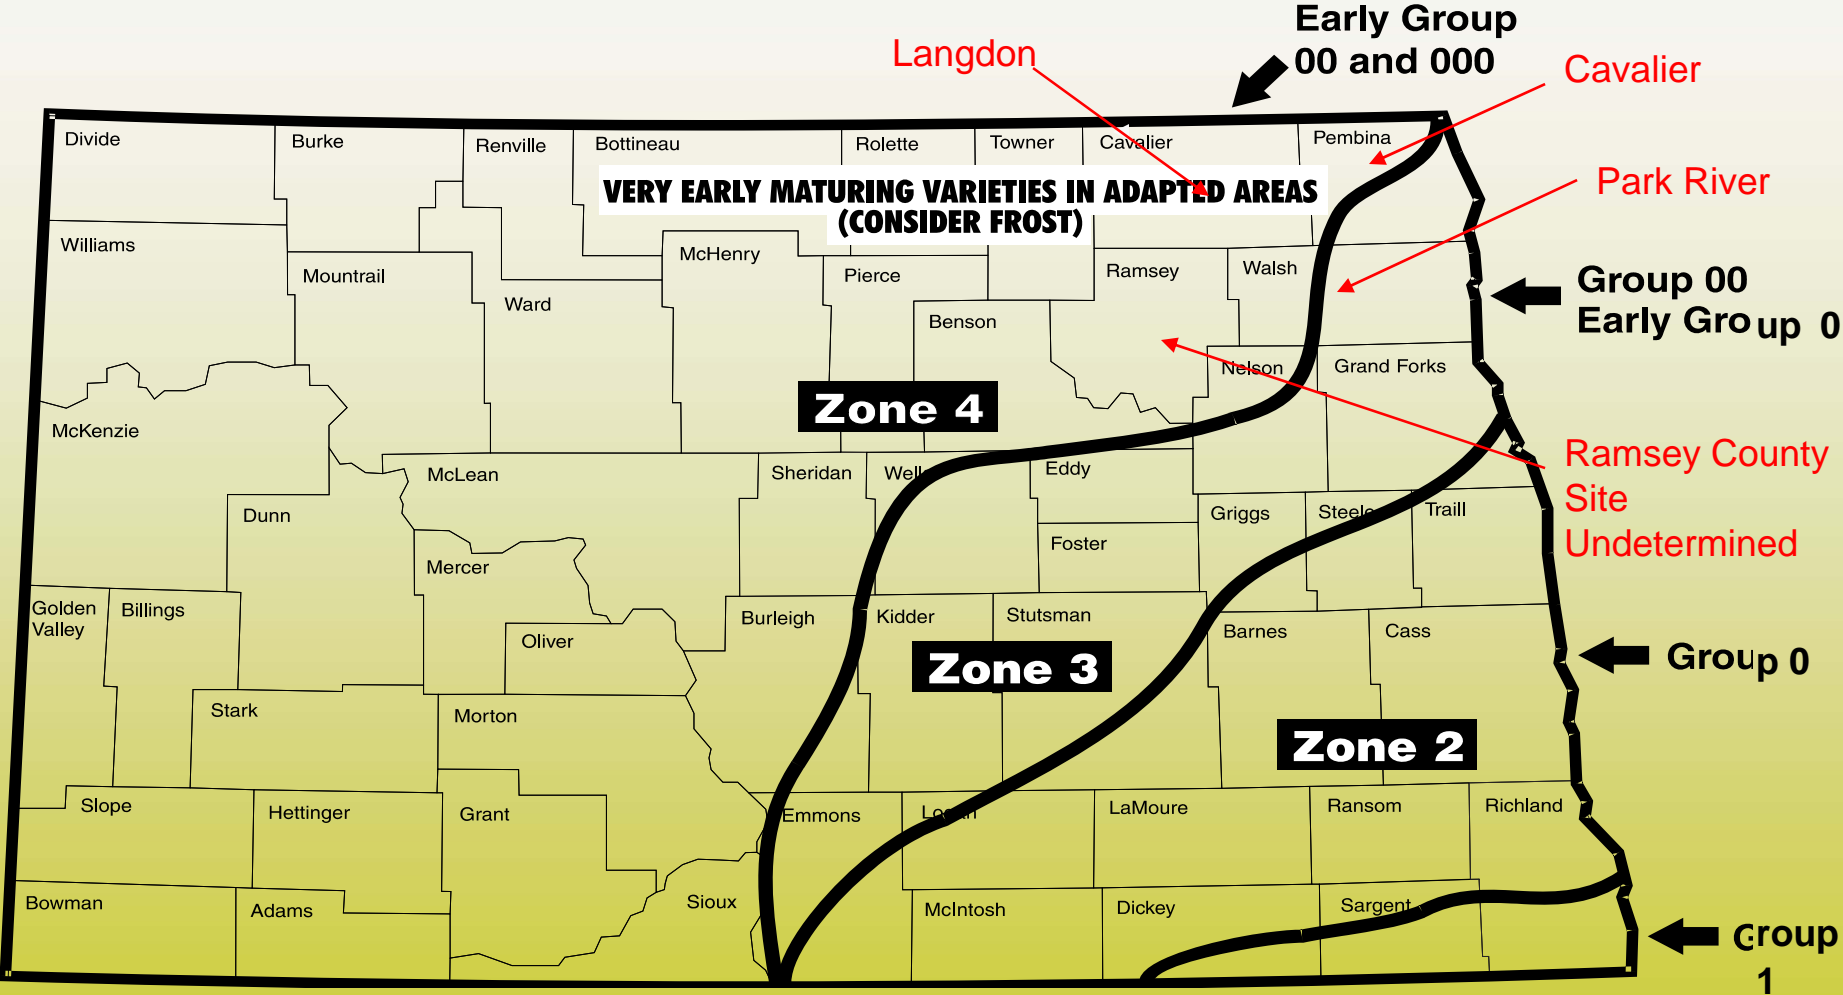 Early Group
00 and 000
Langdon
Cavalier
Divide
Burke
Renville
Bottineau
Rolette
Towner
Cavalier
Pembina
VERY EARLY MATURING VARIETIES IN ADAPTED AREAS
(CONSIDER FROST)
Park River
Williams
Mountrail
Ward
McHenry
Pierce
Ramsey
Walsh
Group 00
Early Group 0
Benson
Nelson
Grand Forks
Zone 4
McKenzie
McLean
Sheridan
Wells
Eddy
Ramsey County
Site
Undetermined
Dunn
Griggs
Steele
Traill
Foster
Mercer
Golden
Valley
Billings
Oliver
Burleigh
Kidder
Stutsman
Barnes
Cass
Zone 3
Group 0
Stark
Morton
Zone 2
Slope
Hettinger
Grant
Emmons
Logan
LaMoure
Ransom
Richland
Bowman
Adams
Sioux
McIntosh
Dickey
Sargent
Group
1